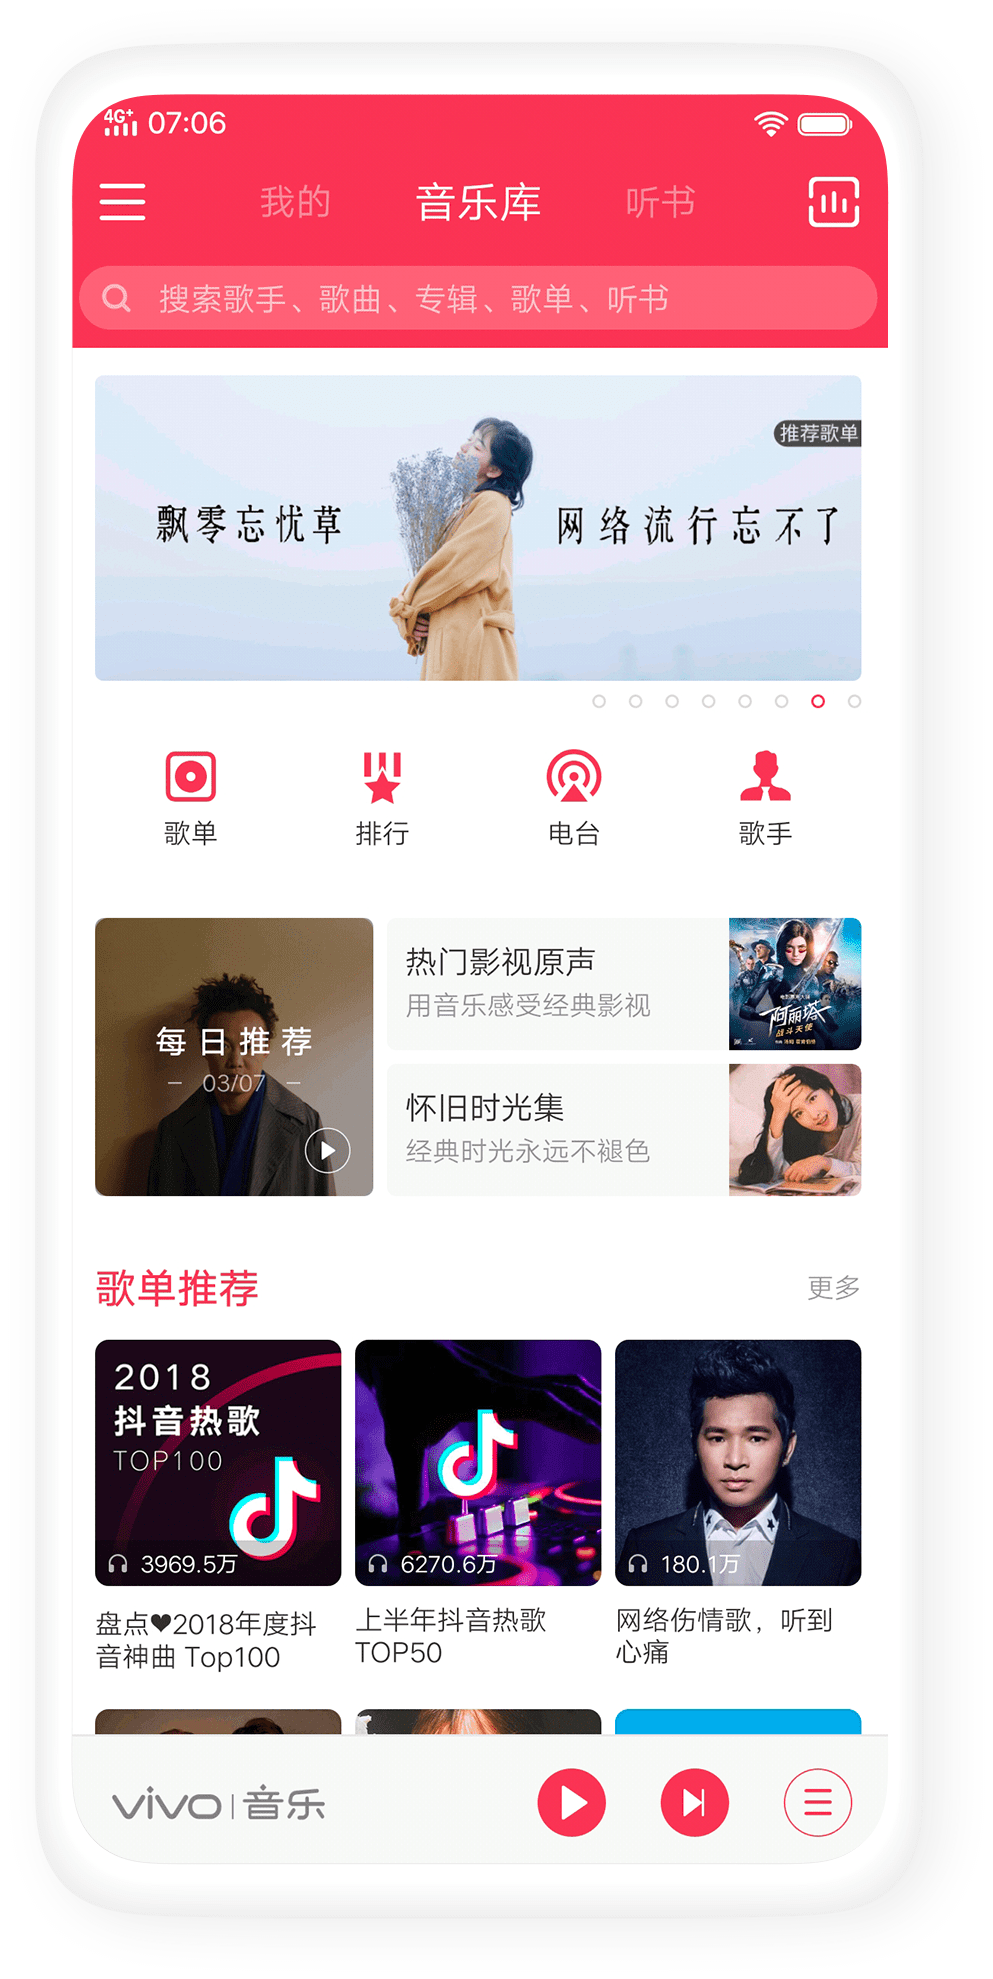 4G+ 07:06
我的 音乐库 听书
搜索歌手、歌曲、专辑、歌单、听书
推荐歌单
飘零忘忧草 网络流行忘不了
歌单 排行 电台 歌手
每日推荐
03/07
热门影视原声
用音乐感受经典影视
阿丽塔
战斗天使
怀旧时光集
经典时光永远不褪色
歌单推荐 更多
2018
抖音热歌
TOP100
3969.5万 6270.6万 180.1万
盘点❤2018年度抖
音神曲 Top100
上半年抖音热歌
TOP50
网络伤情歌，听到
心痛
vivo 音乐